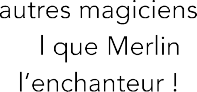 autres magiciens
l que Merlin
l'enchanteur !